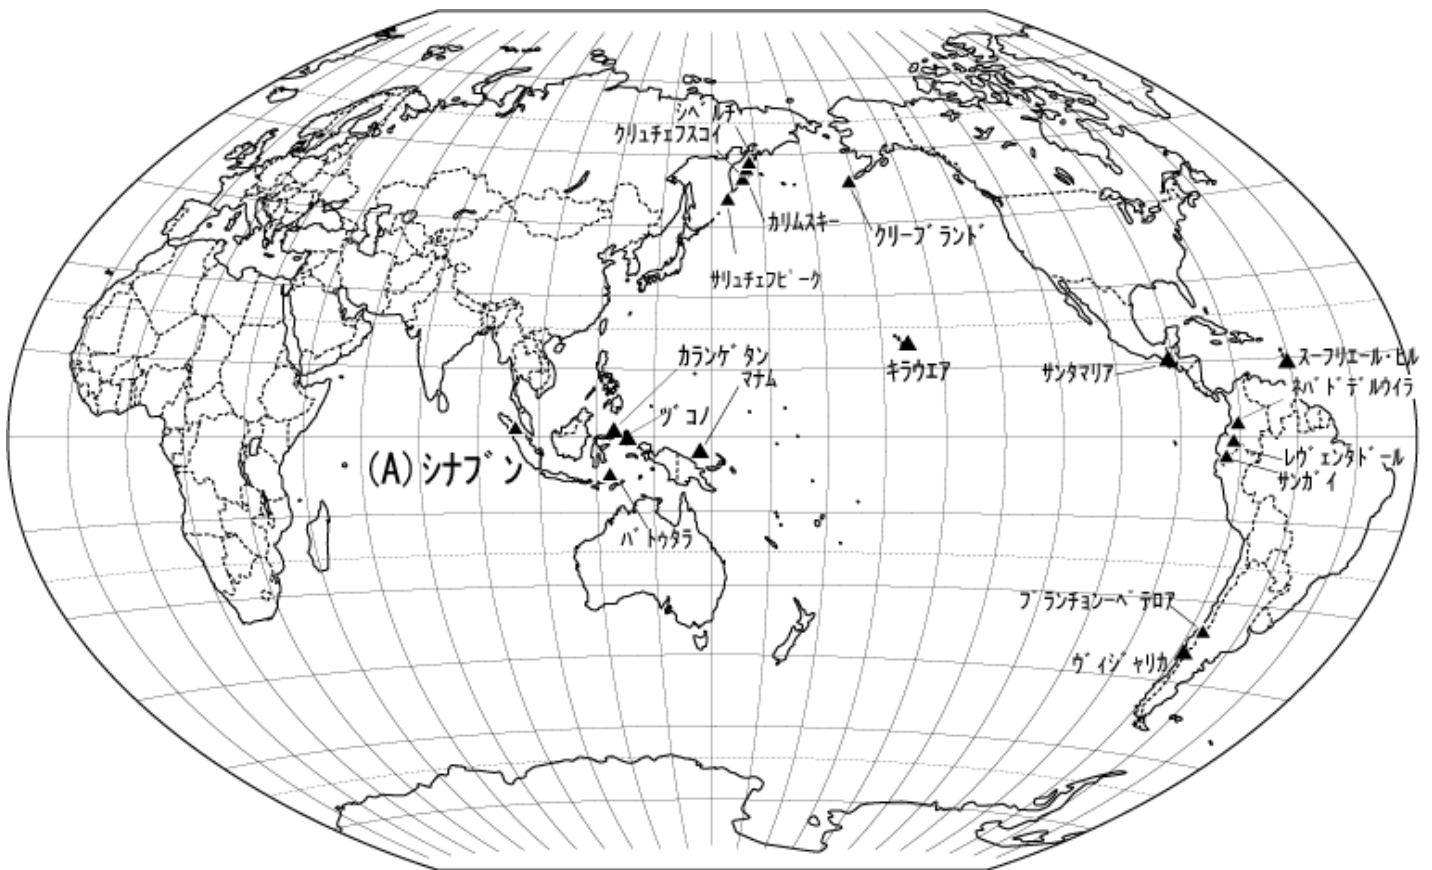 シベルチ
クリュチェフスコイ
カリムスキー
クリーブランド
サリュチェフピーク
カランゲタン
マナム
キラウエア
サンタマリア
スーフリエール・ヒル
ネバドデルウイラ
ヅコノ
(A)シナブン
レヴェンタドール
サンガイ
バトゥタラ
プランチョンーペテロア
ヴィジャリカ